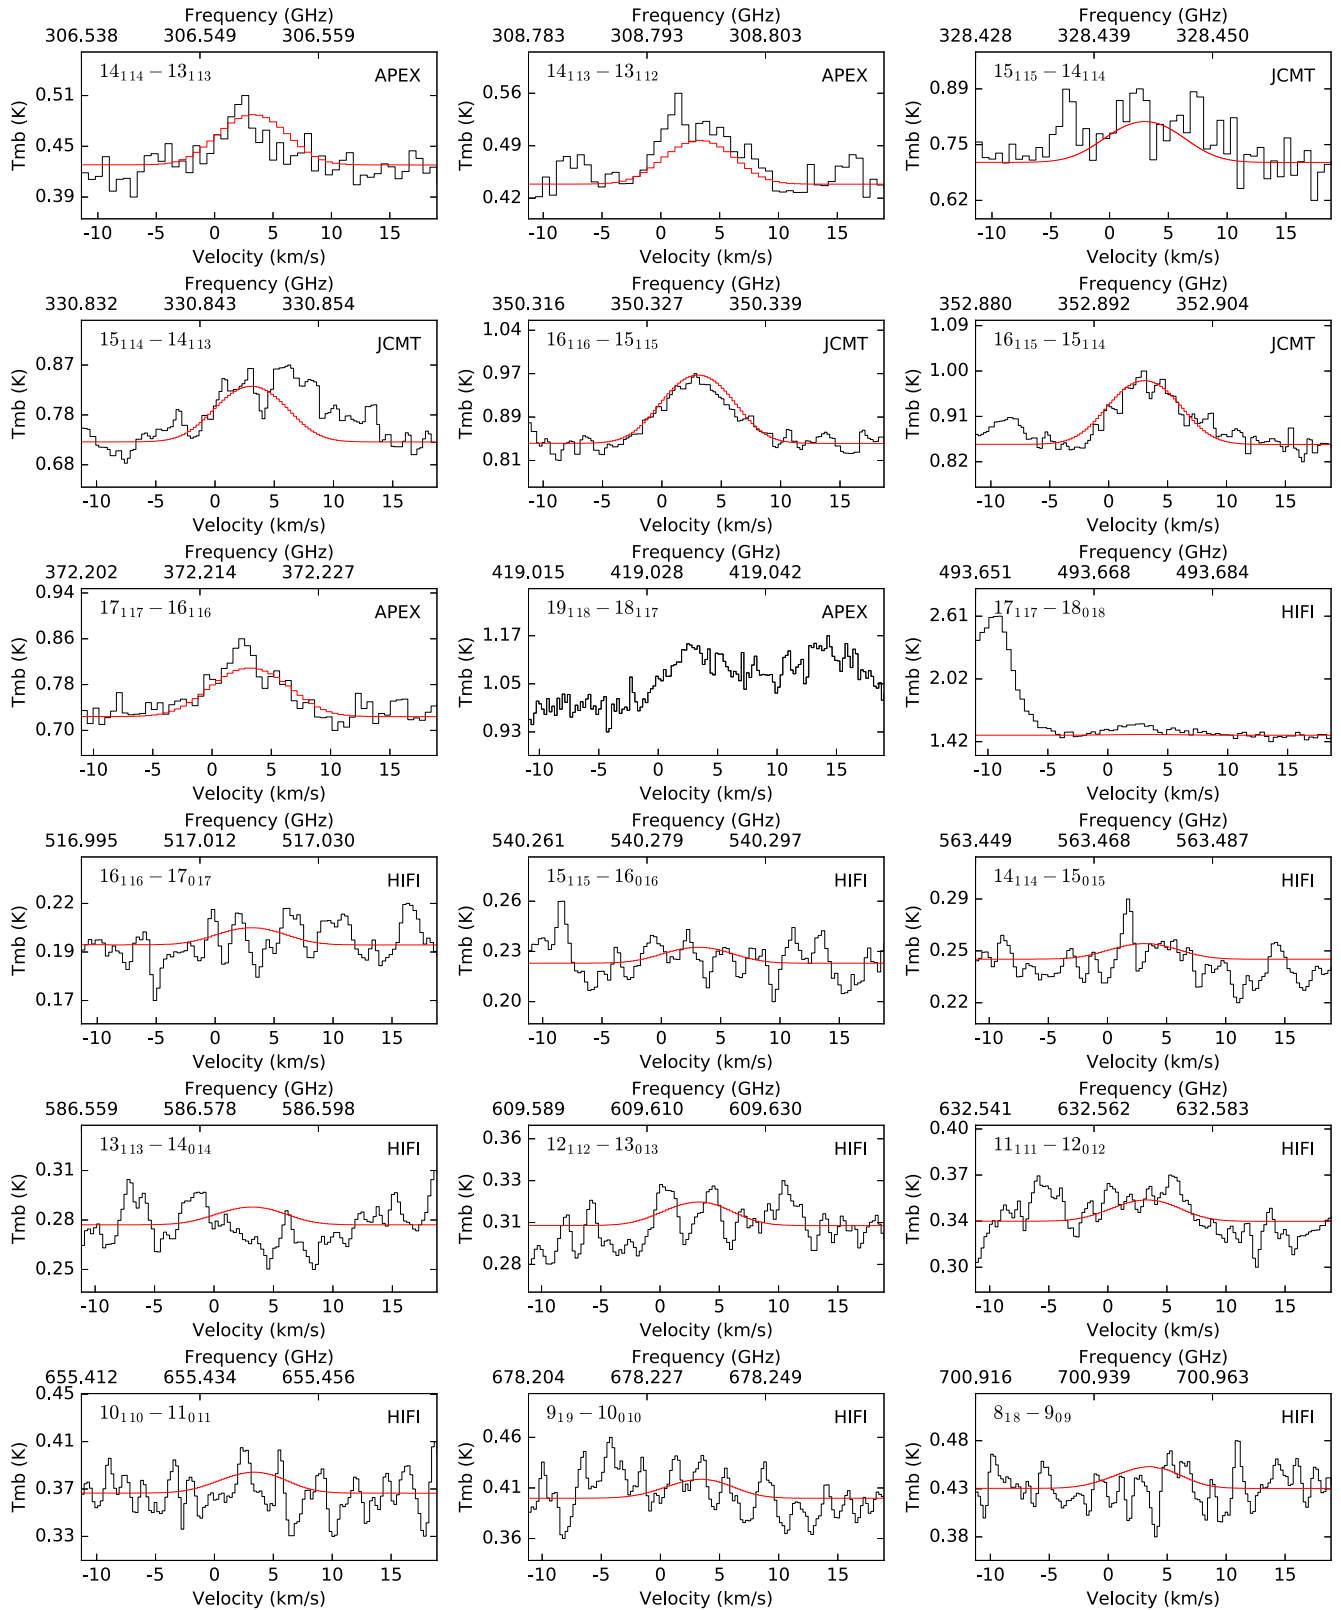 Frequency (GHz) Frequency (GHz) Frequency (GHz)
306.538 306.549 306.559 308.783 308.793 308.803 328.428 328.439 328.450
14₁₁₄ − 13₁₁₃ APEX 14₁₁₃ − 13₁₁₂ APEX 15₁₁₅ − 14₁₁₄ JCMT
Tmb (K) 0.51 0.45 0.39 Tmb (K) 0.56 0.49 0.42 Tmb (K) 0.89 0.75 0.62
-10 -5 0 5 10 15 -10 -5 0 5 10 15 -10 -5 0 5 10 15
Velocity (km/s) Velocity (km/s) Velocity (km/s)
Frequency (GHz) Frequency (GHz) Frequency (GHz)
330.832 330.843 330.854 350.316 350.327 350.339 352.880 352.892 352.904
15₁₁₄ − 14₁₁₃ JCMT 16₁₁₆ − 15₁₁₅ JCMT 16₁₁₅ − 15₁₁₄ JCMT
Tmb (K) 0.87 0.78 0.68 Tmb (K) 1.04 0.97 0.89 0.81 Tmb (K) 1.09 1.00 0.91 0.82
-10 -5 0 5 10 15 -10 -5 0 5 10 15 -10 -5 0 5 10 15
Velocity (km/s) Velocity (km/s) Velocity (km/s)
Frequency (GHz) Frequency (GHz) Frequency (GHz)
372.202 372.214 372.227 419.015 419.028 419.042 493.651 493.668 493.684
17₁₁₇ − 16₁₁₆ APEX 19₁₁₈ − 18₁₁₇ APEX 17₁₁₇ − 18₀₁₈ HIFI
Tmb (K) 0.94 0.86 0.78 0.70 Tmb (K) 1.17 1.05 0.93 Tmb (K) 2.61 2.02 1.42
-10 -5 0 5 10 15 -10 -5 0 5 10 15 -10 -5 0 5 10 15
Velocity (km/s) Velocity (km/s) Velocity (km/s)
Frequency (GHz) Frequency (GHz) Frequency (GHz)
516.995 517.012 517.030 540.261 540.279 540.297 563.449 563.468 563.487
16₁₁₆ − 17₀₁₇ HIFI 15₁₁₅ − 16₀₁₆ HIFI 14₁₁₄ − 15₀₁₅ HIFI
Tmb (K) 0.22 0.19 0.17 Tmb (K) 0.26 0.23 0.20 Tmb (K) 0.29 0.25 0.22
-10 -5 0 5 10 15 -10 -5 0 5 10 15 -10 -5 0 5 10 15
Velocity (km/s) Velocity (km/s) Velocity (km/s)
Frequency (GHz) Frequency (GHz) Frequency (GHz)
586.559 586.578 586.598 609.589 609.610 609.630 632.541 632.562 632.583
13₁₁₃ − 14₀₁₄ HIFI 12₁₁₂ − 13₀₁₃ HIFI 11₁₁₁ − 12₀₁₂ HIFI
Tmb (K) 0.31 0.28 0.25 Tmb (K) 0.36 0.33 0.31 0.28 Tmb (K) 0.40 0.37 0.34 0.30
-10 -5 0 5 10 15 -10 -5 0 5 10 15 -10 -5 0 5 10 15
Velocity (km/s) Velocity (km/s) Velocity (km/s)
Frequency (GHz) Frequency (GHz) Frequency (GHz)
655.412 655.434 655.456 678.204 678.227 678.249 700.916 700.939 700.963
10₁₁₀ − 11₀₁₁ HIFI 9₁₉ − 10₀₁₀ HIFI 8₁₈ − 9₀₉ HIFI
Tmb (K) 0.45 0.41 0.37 0.33 Tmb (K) 0.46 0.41 0.36 Tmb (K) 0.48 0.43 0.38
-10 -5 0 5 10 15 -10 -5 0 5 10 15 -10 -5 0 5 10 15
Velocity (km/s) Velocity (km/s) Velocity (km/s)